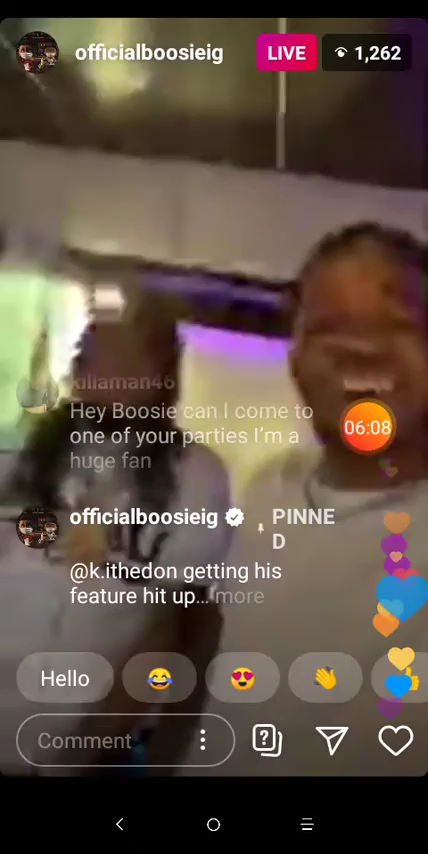 officialboosieig
LIVE
1,262
kiliaman46
Hey Boosie can I come to
one of your parties I'm a
huge fan
06:08
officialboosieig
PINNE
D
@k.ithedon getting his
feature hit up... more
Hello
Comment